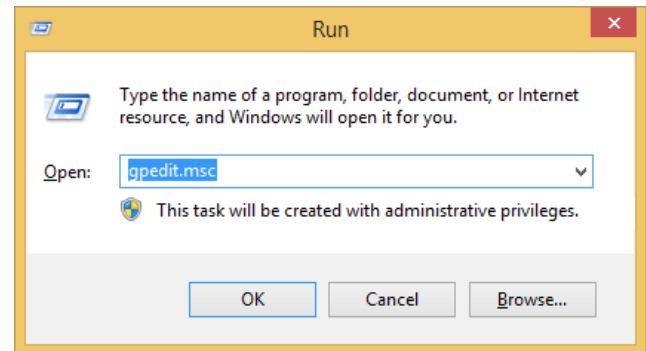 Run
Type the name of a program, folder, document, or Internet
resource, and Windows will open it for you.
Open: gpedit.msc
This task will be created with administrative privileges.
OK Cancel Browse...